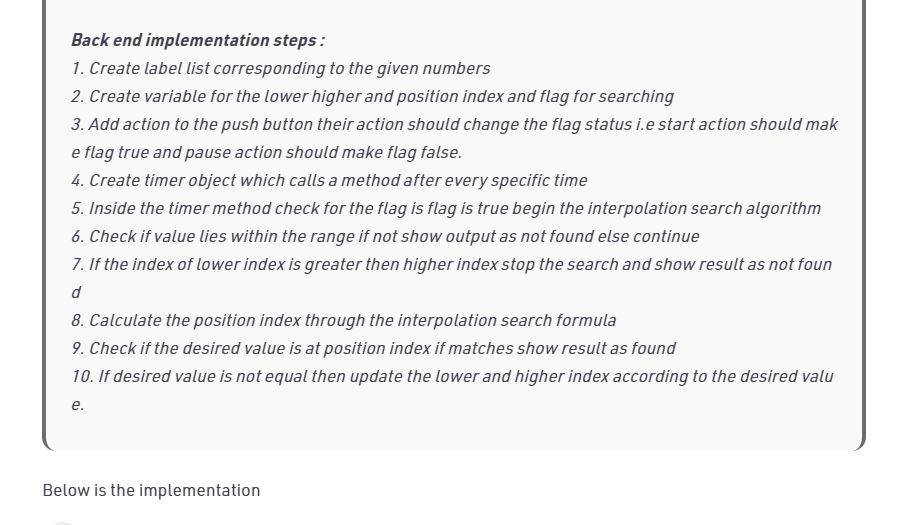 Back end implementation steps :
1. Create label list corresponding to the given numbers
2. Create variable for the lower higher and position index and flag for searching
3. Add action to the push button their action should change the flag status i.e start action should mak
e flag true and pause action should make flag false.
4. Create timer object which calls a method after every specific time
5. Inside the timer method check for the flag is flag is true begin the interpolation search algorithm
6. Check if value lies within the range if not show output as not found else continue
7. If the index of lower index is greater then higher index stop the search and show result as not foun
d
8. Calculate the position index through the interpolation search formula
9. Check if the desired value is at position index if matches show result as found
10. If desired value is not equal then update the lower and higher index according to the desired valu
e.
Below is the implementation